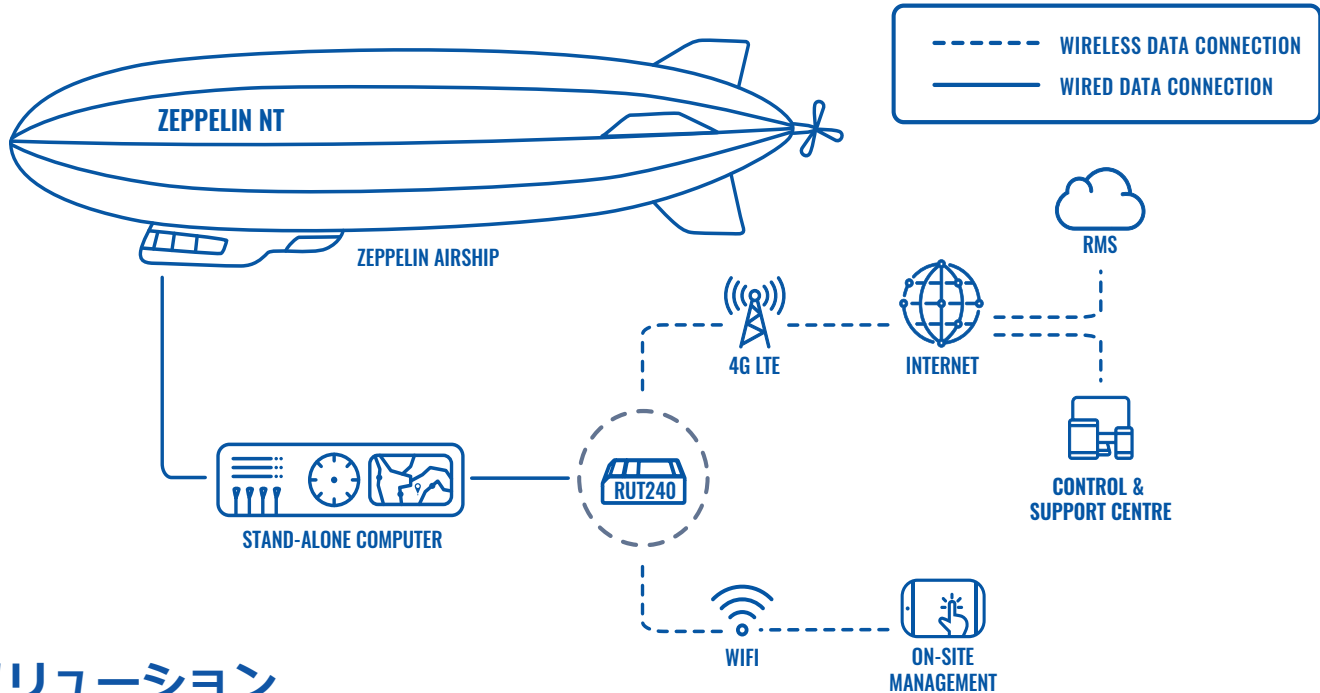 WIRELESS DATA CONNECTION
WIRED DATA CONNECTION
ZEPPELIN NT
ZEPPELIN AIRSHIP
RMS
4G LTE
INTERNET
RUT240
CONTROL &
SUPPORT CENTRE
STAND-ALONE COMPUTER
WIFI
ON-SITE
MANAGEMENT
リューション